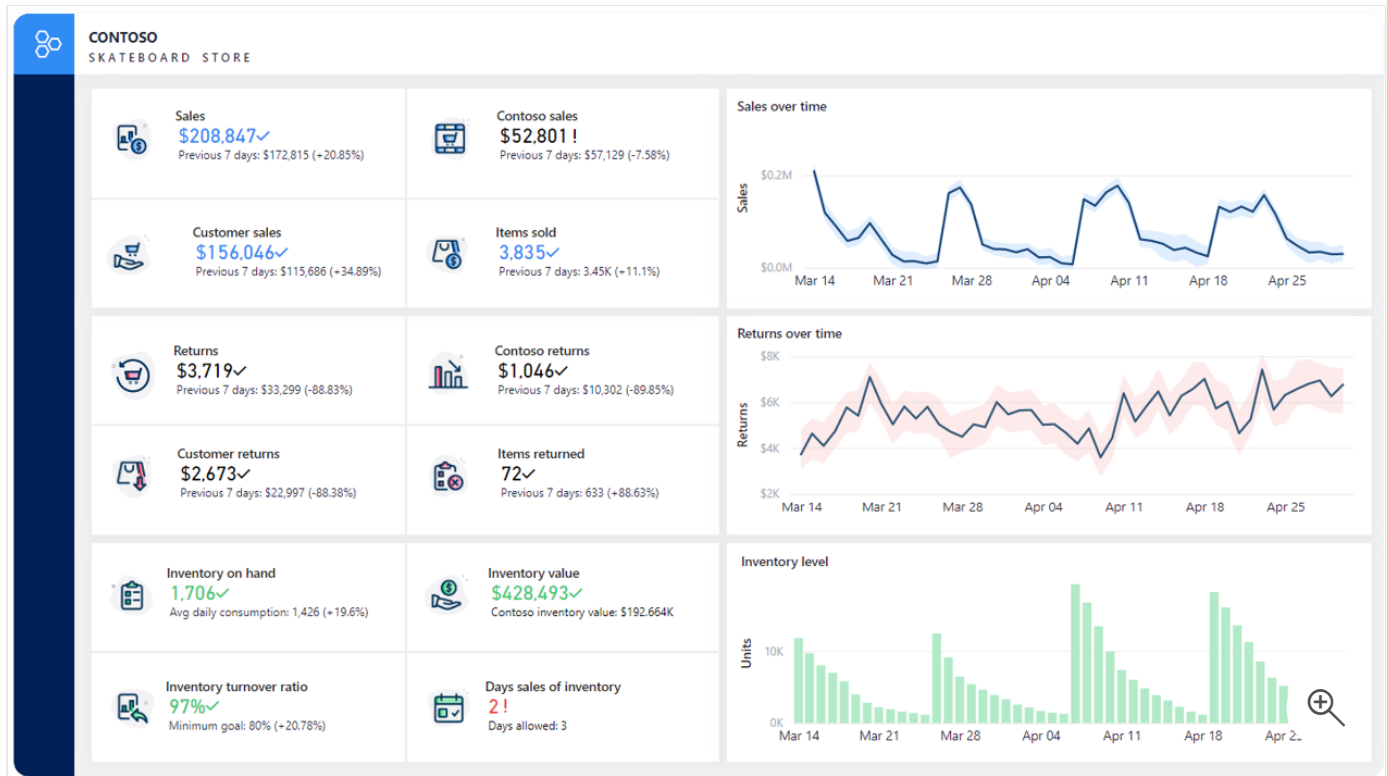 CONTOSO
SKATEBOARD STORE
Sales
$208,847✓
Previous 7 days: $172,815 (+20.85%)
Contoso sales
$52,801 !
Previous 7 days: $57,129 (-7.58%)
Customer sales
$156,046✓
Previous 7 days: $115,686 (+34.89%)
Items sold
3,835✓
Previous 7 days: 3.45K (+11.1%)
Sales over time
Sales
$0.2M
$0.0M
Mar 14 Mar 21 Mar 28 Apr 04 Apr 11 Apr 18 Apr 25
Returns
$3,719✓
Previous 7 days: $33,299 (-88.83%)
Contoso returns
$1,046✓
Previous 7 days: $10,302 (-89.85%)
Customer returns
$2,673✓
Previous 7 days: $22,997 (-88.38%)
Items returned
72✓
Previous 7 days: 633 (+88.63%)
Returns over time
Returns
$8K
$6K
$4K
$2K
Mar 14 Mar 21 Mar 28 Apr 04 Apr 11 Apr 18 Apr 25
Inventory on hand
1,706✓
Avg daily consumption: 1,426 (+19.6%)
Inventory value
$428,493✓
Contoso inventory value: $192.664K
Inventory turnover ratio
97%✓
Minimum goal: 80% (+20.78%)
Days sales of inventory
2 !
Days allowed: 3
Inventory level
Units
10K
0K
Mar 14 Mar 21 Mar 28 Apr 04 Apr 11 Apr 18 Apr 2..